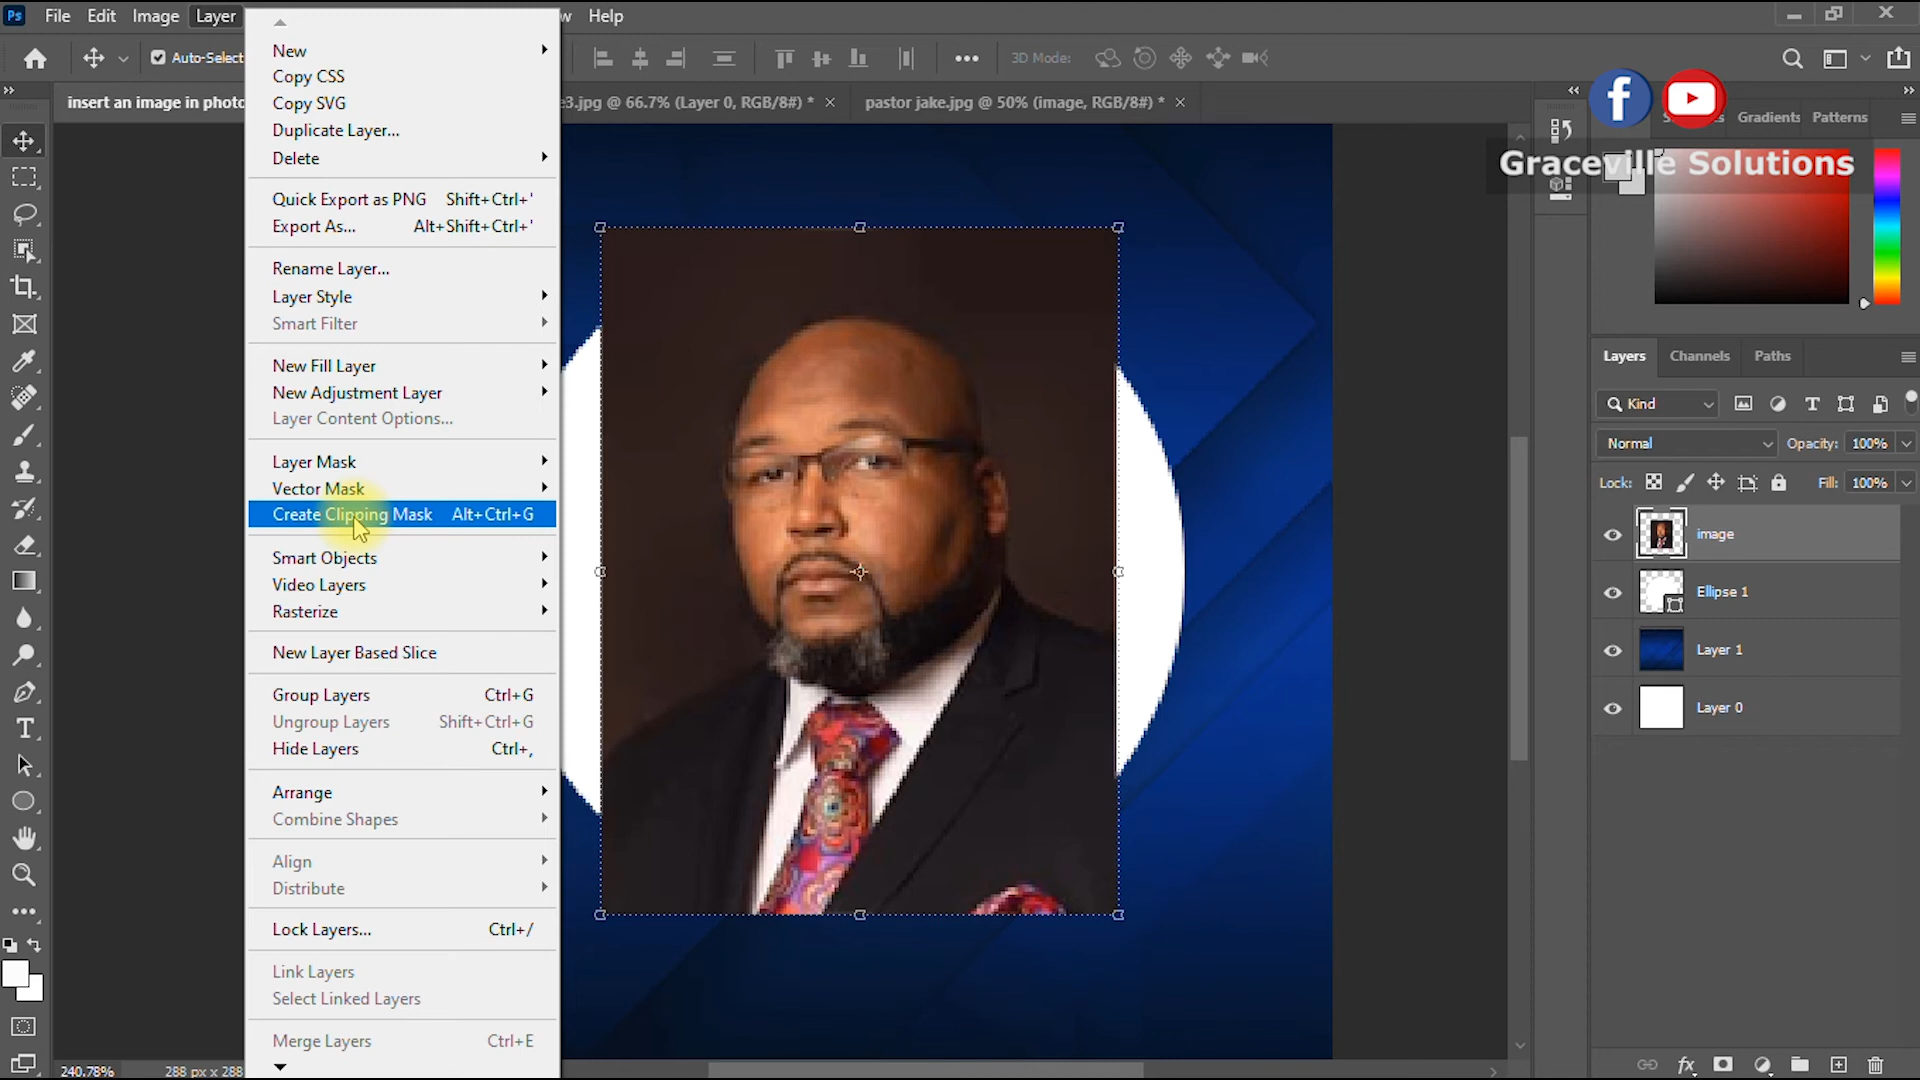 Ps File Edit Image Layer w Help
Auto-Select 3D Mode:
insert an image in photo e3.jpg @ 66.7% (Layer 0, RGB/8#) * pastor jake.jpg @ 50% (image, RGB/8#) *
New
Copy CSS
Copy SVG
Duplicate Layer...
Delete
Quick Export as PNG Shift+Ctrl+'
Export As... Alt+Shift+Ctrl+'
Rename Layer...
Layer Style
Smart Filter
New Fill Layer
New Adjustment Layer
Layer Content Options...
Layer Mask
Vector Mask
Create Clipping Mask Alt+Ctrl+G
Smart Objects
Video Layers
Rasterize
New Layer Based Slice
Group Layers Ctrl+G
Ungroup Layers Shift+Ctrl+G
Hide Layers Ctrl+,
Arrange
Combine Shapes
Align
Distribute
Lock Layers... Ctrl+/
Link Layers
Select Linked Layers
Merge Layers Ctrl+E
240.78% 288 px x 288
Gradients Patterns
Graceville Solutions
Layers Channels Paths
Kind
Normal Opacity: 100%
Lock: Fill: 100%
image
Ellipse 1
Layer 1
Layer 0
fx